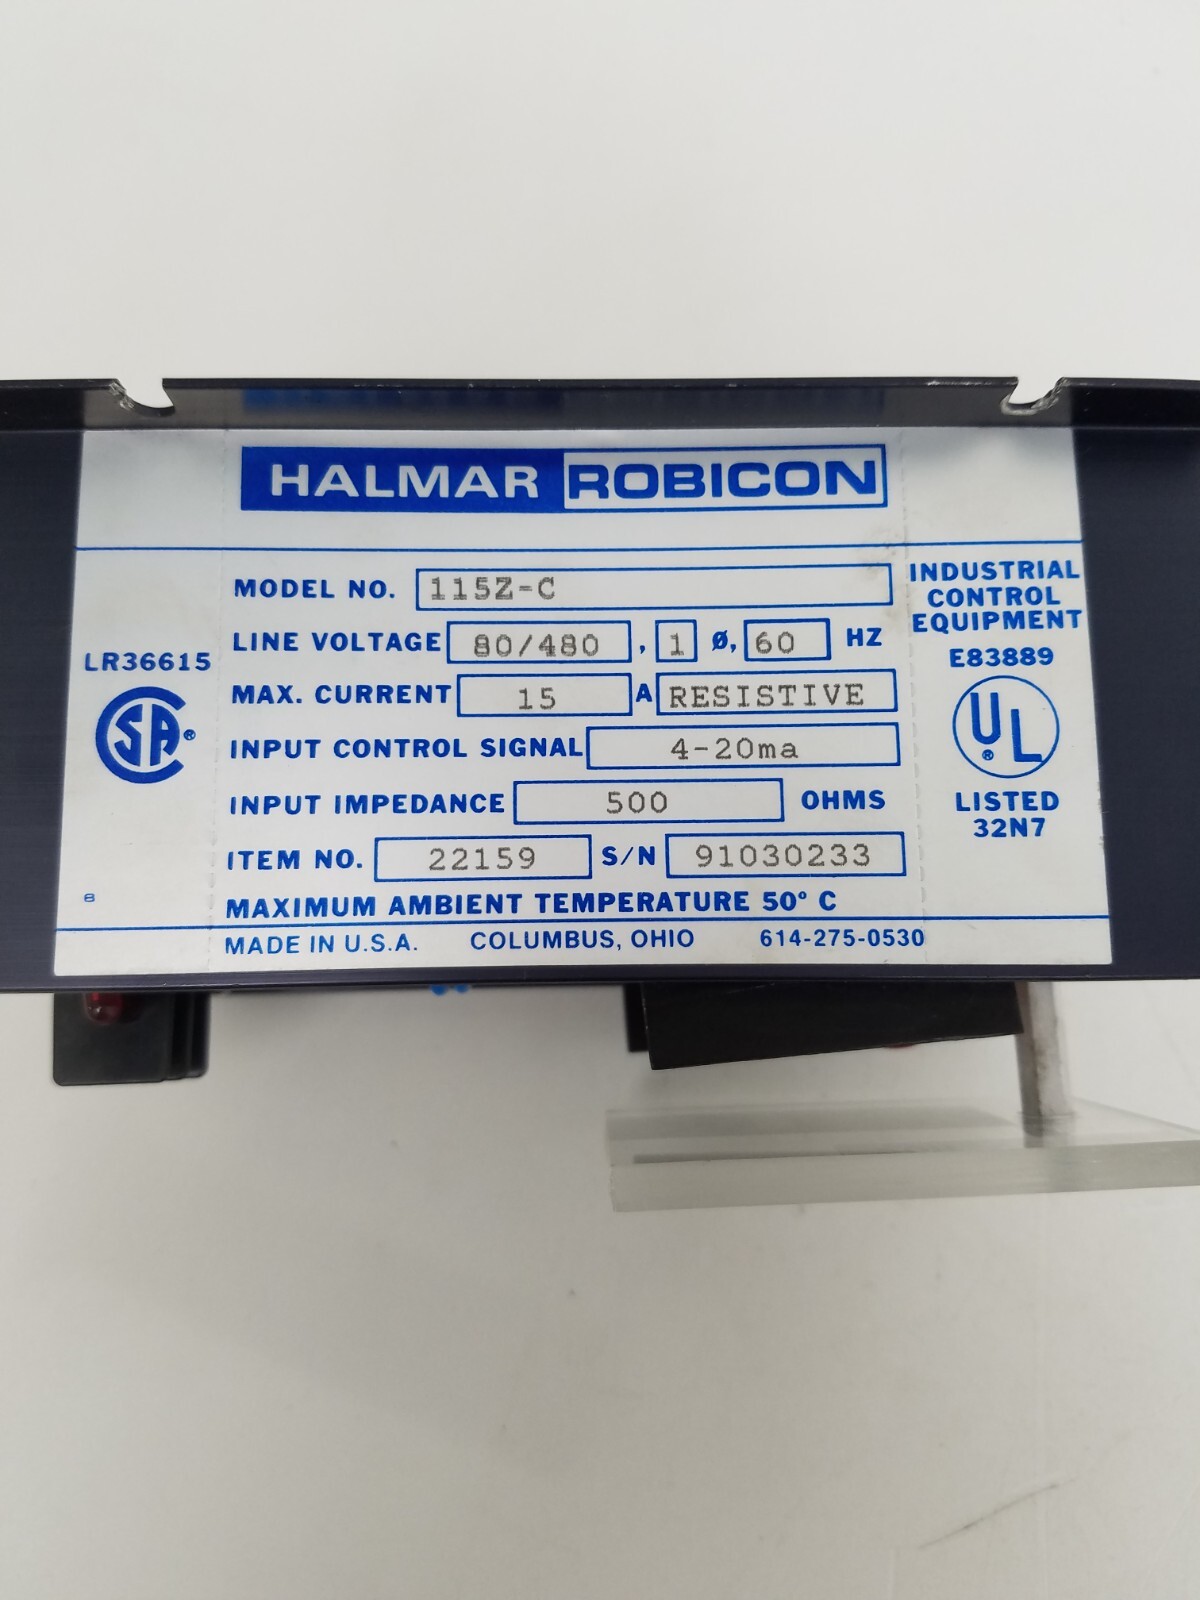 HALMAR ROBICON
MODEL NO. 115Z-C
LINE VOLTAGE 80/480 , 1 Ø, 60 HZ
MAX. CURRENT 15 A RESISTIVE
INPUT CONTROL SIGNAL 4-20ma
INPUT IMPEDANCE 500 OHMS
ITEM NO. 22159 S/N 91030233
MAXIMUM AMBIENT TEMPERATURE 50° C
MADE IN U.S.A. COLUMBUS, OHIO 614-275-0530
LR36615
SA®
8
INDUSTRIAL
CONTROL
EQUIPMENT
E83889
UL®
LISTED
32N7